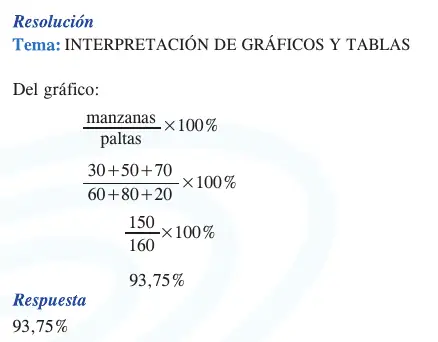 Resolución
Tema: INTERPRETACIÓN DE GRÁFICOS Y TABLAS
Del gráfico:
manzanas
paltas
×100%
30+50+70
60+80+20
×100%
150
160
×100%
93,75%
Respuesta
93,75%